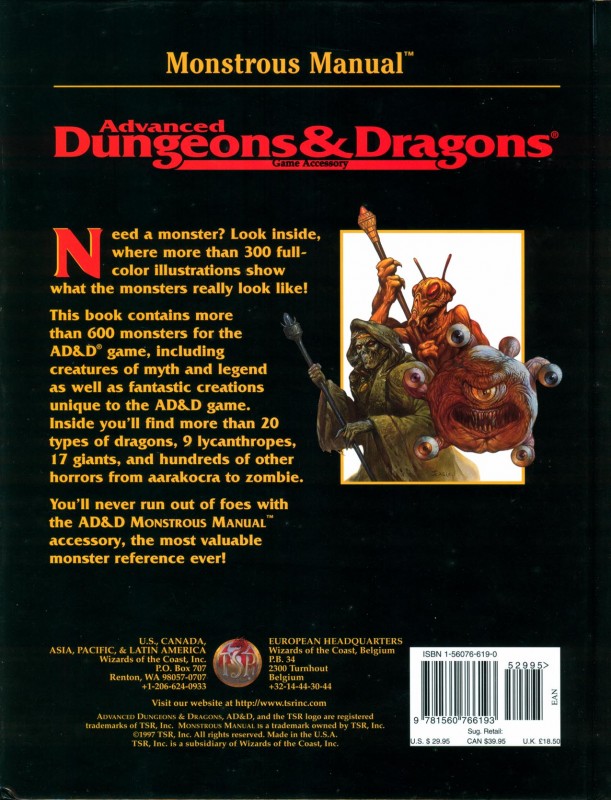 Monstrous Manual™
Advanced
Dungeons & Dragons®
Game Accessory
Need a monster? Look inside,
where more than 300 full-
color illustrations show
what the monsters really look like!
This book contains more
than 600 monsters for the
AD&D® game, including
creatures of myth and legend
as well as fantastic creations
unique to the AD&D game.
Inside you'll find more than 20
types of dragons, 9 lycanthropes,
17 giants, and hundreds of other
horrors from aarakocra to zombie.
You'll never run out of foes with
the AD&D MONSTROUS MANUAL™
accessory, the most valuable
monster reference ever!
U.S., CANADA,
ASIA, PACIFIC, & LATIN AMERICA
Wizards of the Coast, Inc.
P.O. Box 707
Renton, WA 98057-0707
+1-206-624-0933
TSR
EUROPEAN HEADQUARTERS
Wizards of the Coast, Belgium
P.B. 34
2300 Turnhout
Belgium
+32-14-44-30-44
Visit our website at http://www.tsrinc.com
ADVANCED DUNGEONS & DRAGONS, AD&D, and the TSR logo are registered
trademarks of TSR, Inc. MONSTROUS MANUAL is a trademark owned by TSR, Inc.
©1997 TSR, Inc. All rights reserved. Made in the U.S.A.
TSR, Inc. is a subsidiary of Wizards of the Coast, Inc.
ISBN 1-56076-619-0
52995>
EAN
9 781560 766193
Sug. Retail:
U.S. $ 29.95 CAN $39.95 U.K. £18.50